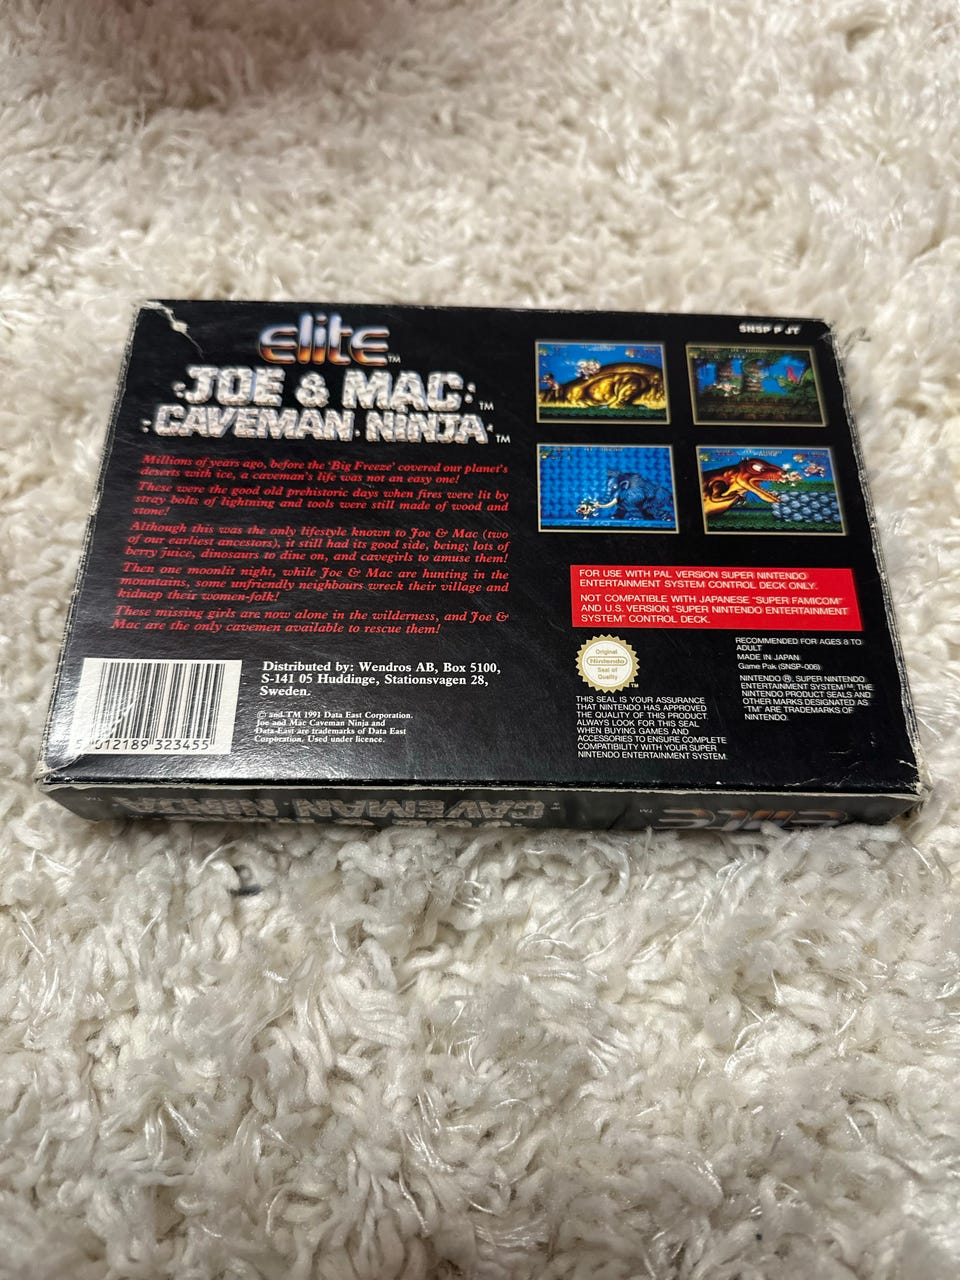 elite™
JOE & MAC™
CAVEMAN NINJA™
Millions of years ago, before the 'Big Freeze' covered our planet's
deserts with ice, a caveman's life was not an easy one!
These were the good old prehistoric days when fires were lit by
stray bolts of lightning and tools were still made of wood and
stone!
Although this was the only lifestyle known to Joe & Mac (two
of our earliest ancestors), it still had its good side, being; lots of
berry juice, dinosaurs to dine on, and cavegirls to amuse them!
Then one moonlit night, while Joe & Mac are hunting in the
mountains, some unfriendly neighbours wreck their village and
kidnap their women-folk!
These missing girls are now alone in the wilderness, and Joe &
Mac are the only cavemen available to rescue them!
5 012189 323455
Distributed by: Wendros AB, Box 5100,
S-141 05 Huddinge, Stationsvagen 28,
Sweden.
© and TM 1991 Data East Corporation.
Joe and Mac Caveman Ninja and
Data East are trademarks of Data East
Corporation. Used under licence.
SNSP P JT
FOR USE WITH PAL VERSION SUPER NINTENDO
ENTERTAINMENT SYSTEM CONTROL DECK ONLY.
NOT COMPATIBLE WITH JAPANESE "SUPER FAMICOM"
AND U.S. VERSION "SUPER NINTENDO ENTERTAINMENT
SYSTEM" CONTROL DECK.
Original
Nintendo
Seal of
Quality
TM
THIS SEAL IS YOUR ASSURANCE
THAT NINTENDO HAS APPROVED
THE QUALITY OF THIS PRODUCT.
ALWAYS LOOK FOR THIS SEAL
WHEN BUYING GAMES AND
ACCESSORIES TO ENSURE COMPLETE
COMPATIBILITY WITH YOUR SUPER
NINTENDO ENTERTAINMENT SYSTEM.
RECOMMENDED FOR AGES 8 TO
ADULT
MADE IN JAPAN
Game Pak (SNSP-006)
NINTENDO ®, SUPER NINTENDO
ENTERTAINMENT SYSTEM™, THE
NINTENDO PRODUCT SEALS AND
OTHER MARKS DESIGNATED AS
"TM" ARE TRADEMARKS OF
NINTENDO.
elite™
CAVEMAN NINJA™